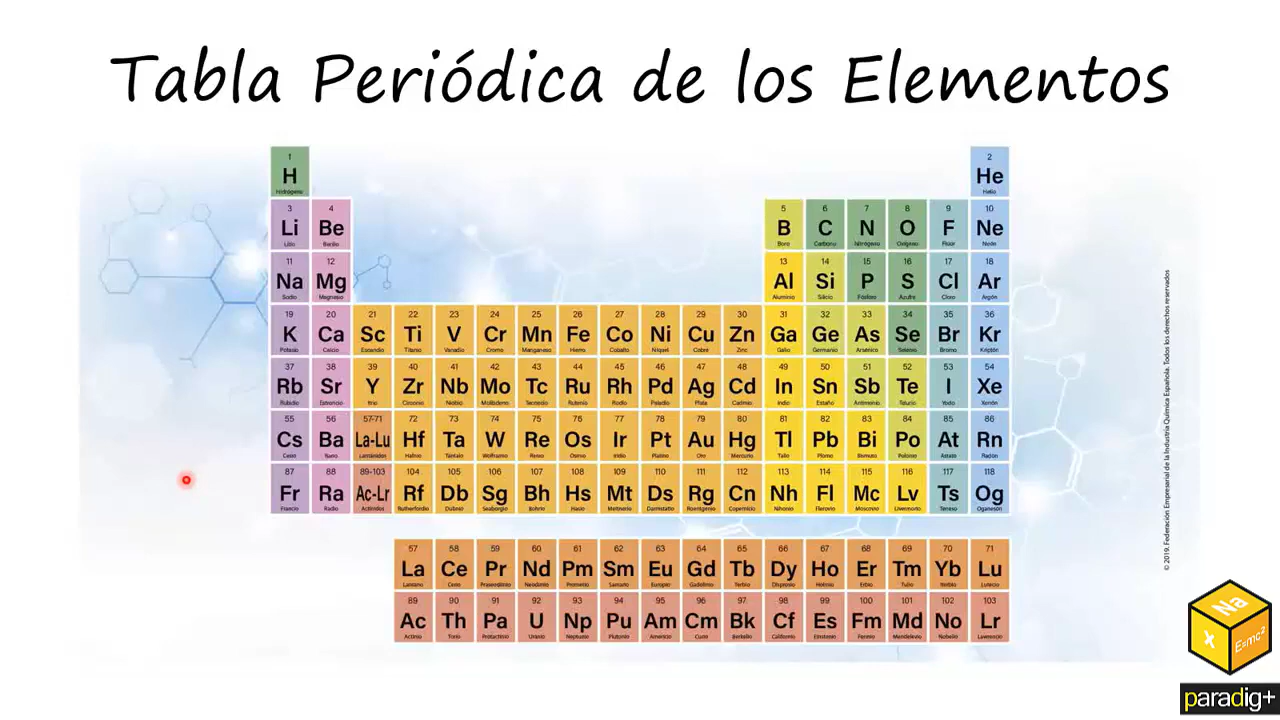 Tabla Periódica de los Elementos
1 2
H He
Hidrógeno Helio
3 4 5 6 7 8 9 10
Li Be B C N O F Ne
Litio Berilio Boro Carbono Nitrógeno Oxígeno Flúor Neón
11 12 13 14 15 16 17 18
Na Mg Al Si P S Cl Ar
Sodio Magnesio Aluminio Silicio Fósforo Azufre Cloro Argón
19 20 21 22 23 24 25 26 27 28 29 30 31 32 33 34 35 36
K Ca Sc Ti V Cr Mn Fe Co Ni Cu Zn Ga Ge As Se Br Kr
Potasio Calcio Escandio Titanio Vanadio Cromo Manganeso Hierro Cobalto Níquel Cobre Zinc Galio Germanio Arsénico Selenio Bromo Kriptón
37 38 39 40 41 42 43 44 45 46 47 48 49 50 51 52 53 54
Rb Sr Y Zr Nb Mo Tc Ru Rh Pd Ag Cd In Sn Sb Te I Xe
Rubidio Estroncio Itrio Circonio Niobio Molibdeno Tecnecio Rutenio Rodio Paladio Plata Cadmio Indio Estaño Antimonio Telurio Yodo Xenón
55 56 57-71 72 73 74 75 76 77 78 79 80 81 82 83 84 85 86
Cs Ba La-Lu Hf Ta W Re Os Ir Pt Au Hg Tl Pb Bi Po At Rn
Cesio Bario Lantánidos Hafnio Tántalo Wolframio Renio Osmio Iridio Platino Oro Mercurio Talio Plomo Bismuto Polonio Astato Radón
87 88 89-103 104 105 106 107 108 109 110 111 112 113 114 115 116 117 118
Fr Ra Ac-Lr Rf Db Sg Bh Hs Mt Ds Rg Cn Nh Fl Mc Lv Ts Og
Francio Radio Actínidos Rutherfordio Dubnio Seaborgio Bohrio Hasio Meitnerio Darmstatio Roentgenio Copernicio Nihonio Flerovio Moscovio Livermorio Teneso Oganesón
57 58 59 60 61 62 63 64 65 66 67 68 69 70 71
La Ce Pr Nd Pm Sm Eu Gd Tb Dy Ho Er Tm Yb Lu
Lantano Cerio Praseodimio Neodimio Prometio Samario Europio Gadolinio Terbio Disprosio Holmio Erbio Tulio Iterbio Lutecio
89 90 91 92 93 94 95 96 97 98 99 100 101 102 103
Ac Th Pa U Np Pu Am Cm Bk Cf Es Fm Md No Lr
Actinio Torio Protactinio Uranio Neptunio Plutonio Americio Curio Berkelio Californio Einstenio Fermio Mendelevio Nobelio Lawrencio
© 2019. Federación Empresarial de la Industria Química Española. Todos los derechos reservados
Na
X E=mc²
paradig+